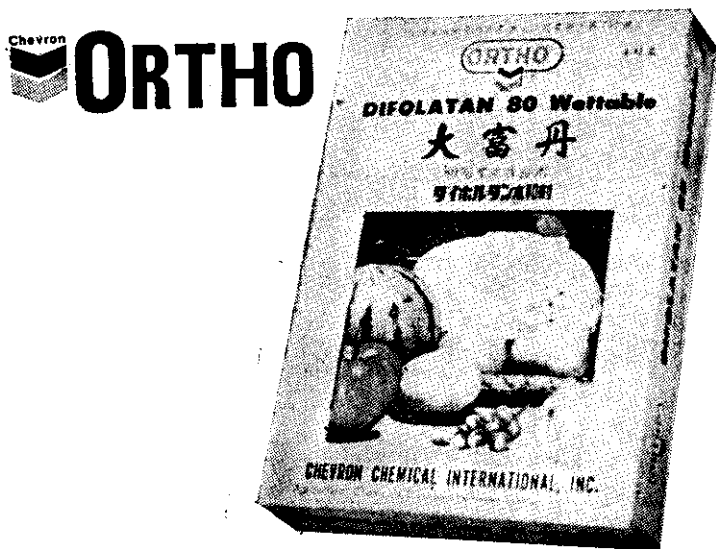 Chevron
ORTHO
ORTHO
DIFOLATAN 80 Wettable
大富丹
ダイホルタン水和剤
CHEVRON CHEMICAL INTERNATIONAL, INC.